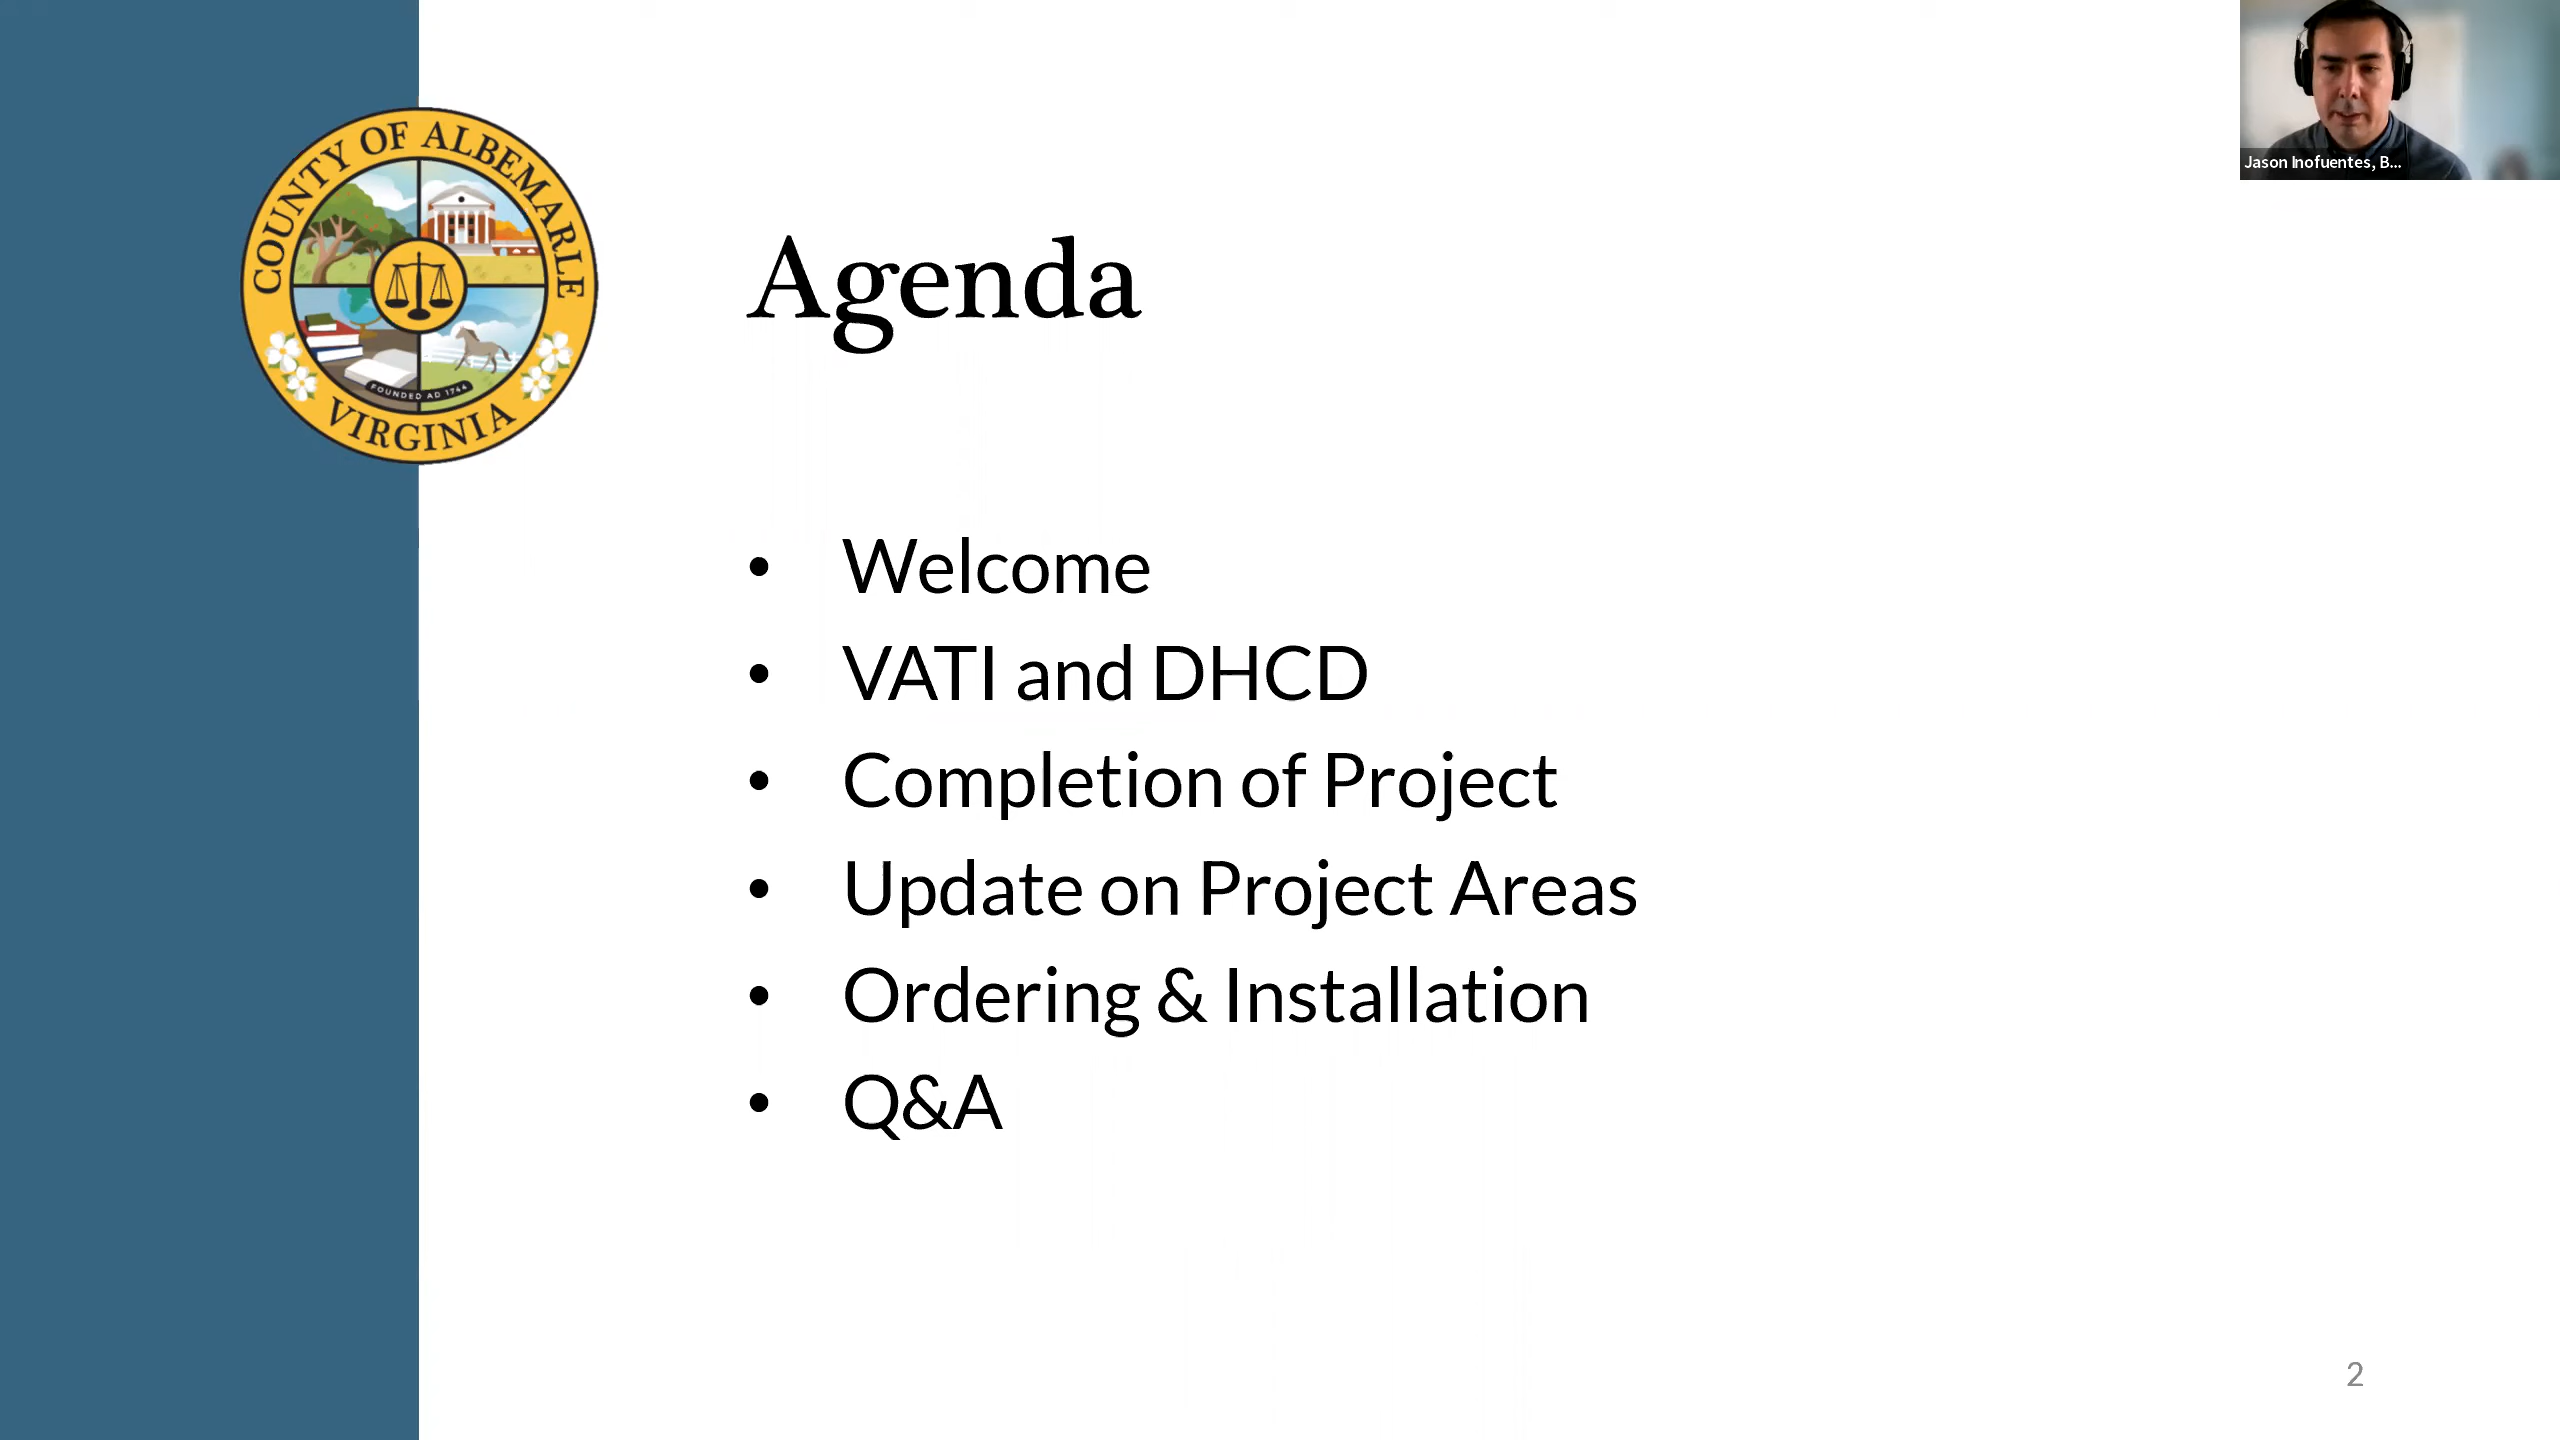 COUNTY OF ALBEMARLE
FOUNDED AD 1744
VIRGINIA
Jason Inofuentes, B...
Agenda
• Welcome
• VATI and DHCD
• Completion of Project
• Update on Project Areas
• Ordering & Installation
• Q&A
2